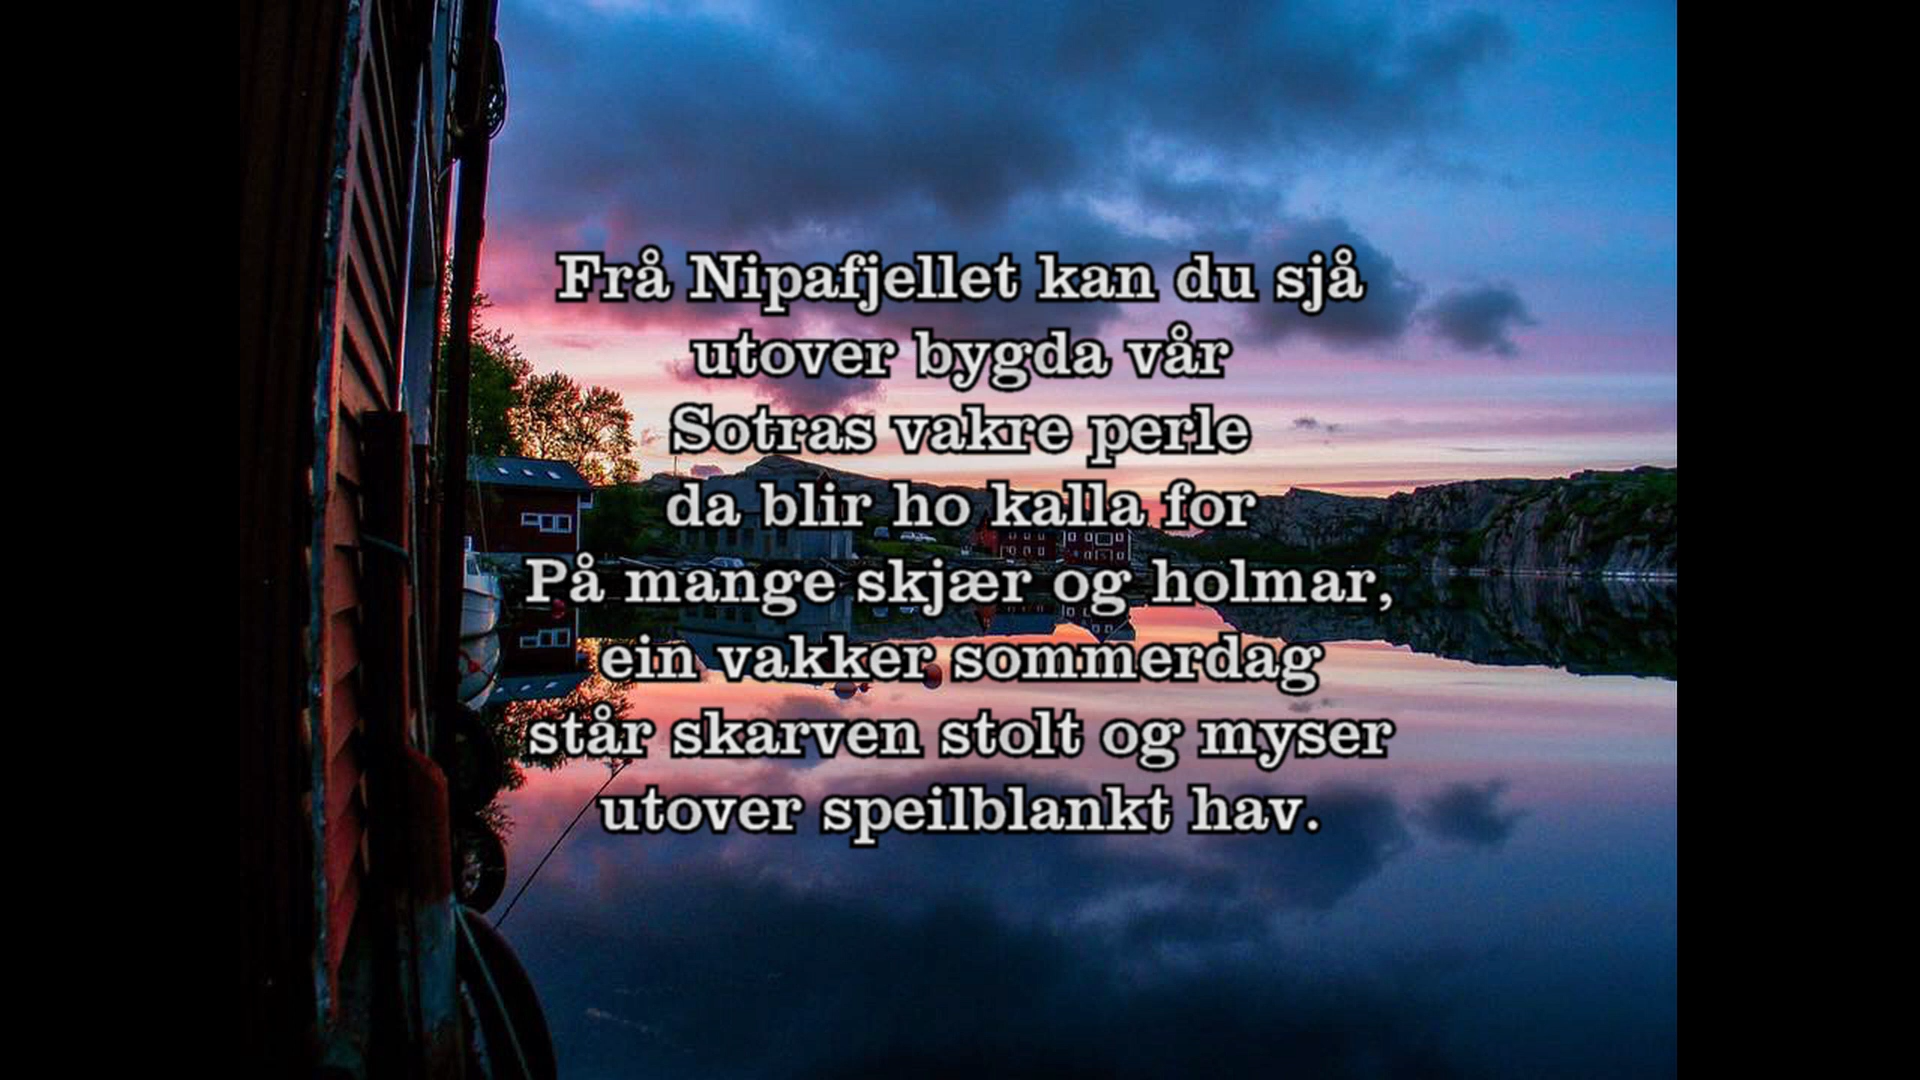 Frå Nipafjellet kan du sjå
utover bygda vår
Sotras vakre perle
da blir ho kalla for
På mange skjær og holmar,
ein vakker sommerdag
står skarven stolt og myser
utover speilblankt hav.